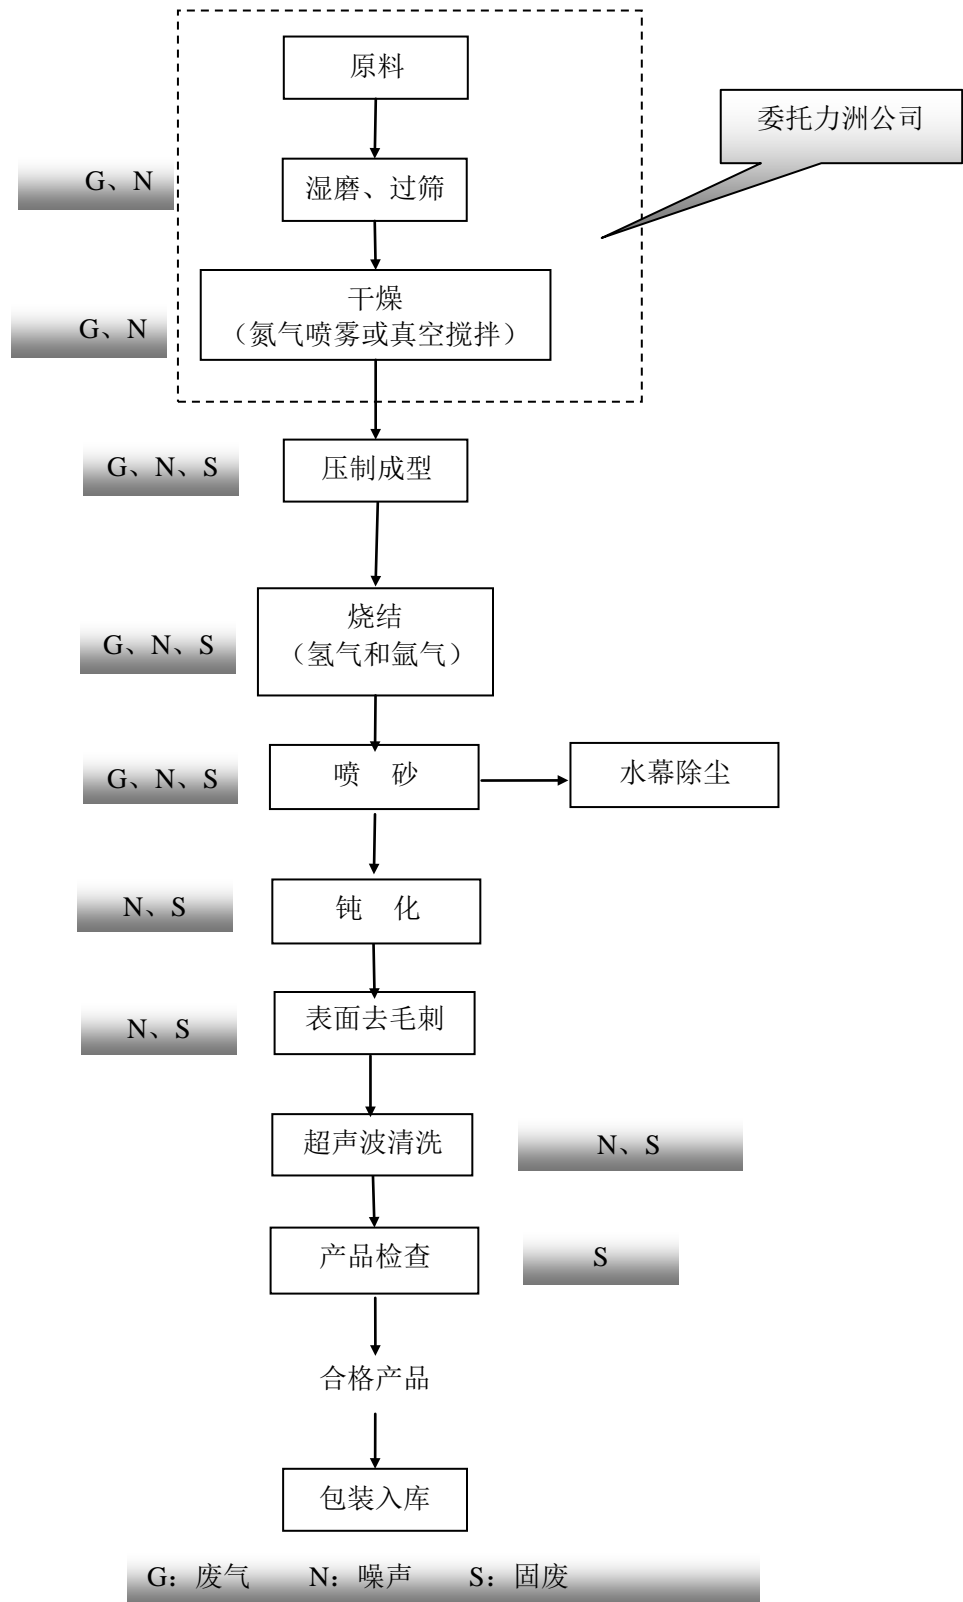 原料
委托力洲公司
G、N
湿磨、过筛
G、N
干燥
（氮气喷雾或真空搅拌）
G、N、S
压制成型
G、N、S
烧结
（氢气和氩气）
G、N、S
喷 砂
水幕除尘
N、S
钝 化
N、S
表面去毛刺
超声波清洗
N、S
产品检查
S
合格产品
包装入库
G：废气 N：噪声 S：固废